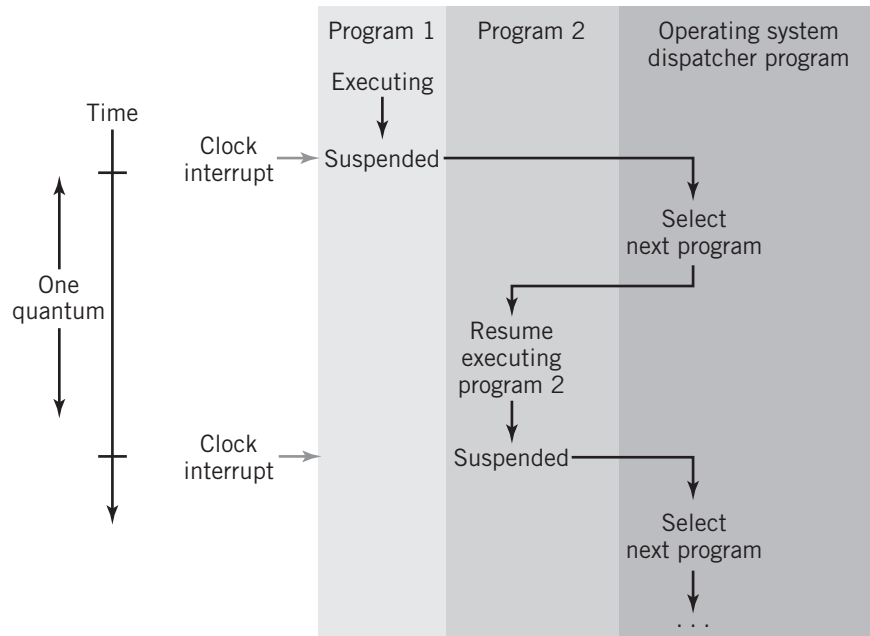 Program 1
Program 2
Operating system
dispatcher program
Executing
Time
Clock
interrupt
Suspended
Select
next program
One
quantum
Resume
executing
program 2
Clock
interrupt
Suspended
Select
next program
. . .